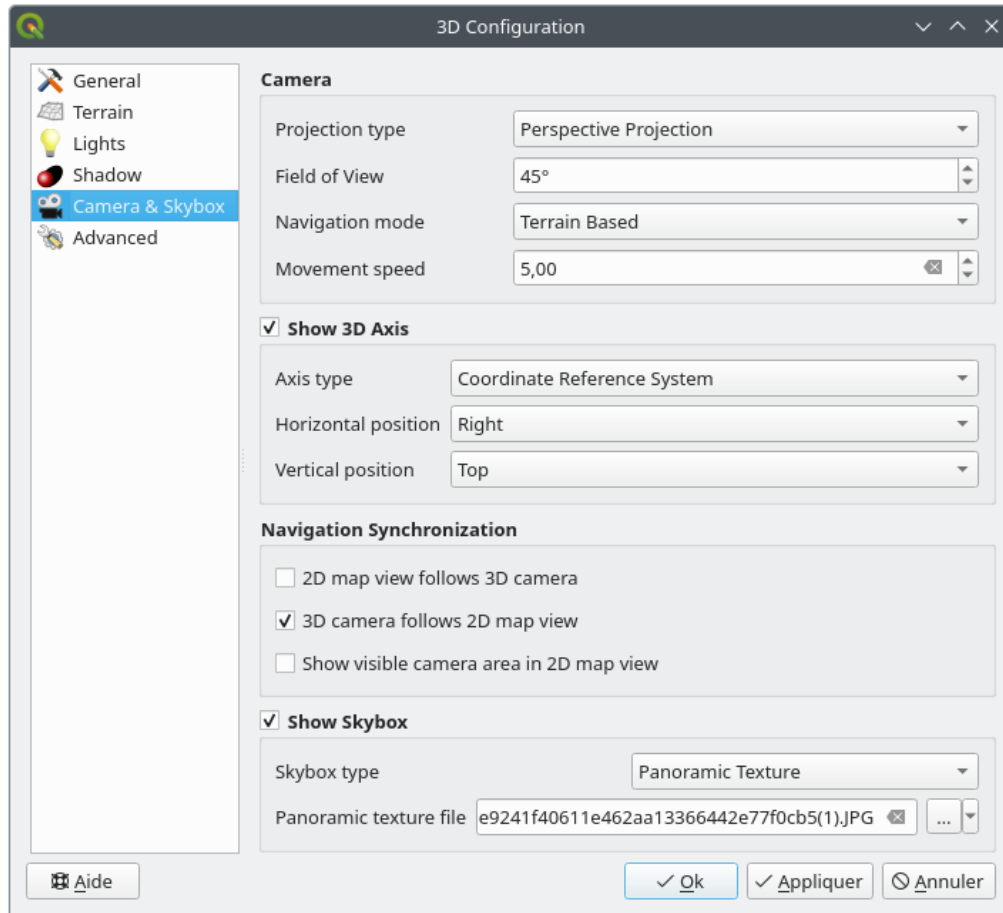 3D Configuration
General
Terrain
Lights
Shadow
Camera & Skybox
Advanced
Camera
Projection type Perspective Projection
Field of View 45°
Navigation mode Terrain Based
Movement speed 5,00
Show 3D Axis
Axis type Coordinate Reference System
Horizontal position Right
Vertical position Top
Navigation Synchronization
2D map view follows 3D camera
3D camera follows 2D map view
Show visible camera area in 2D map view
Show Skybox
Skybox type Panoramic Texture
Panoramic texture file e9241f40611e462aa13366442e77f0cb5(1).JPG ...
Aide Ok Appliquer Annuler